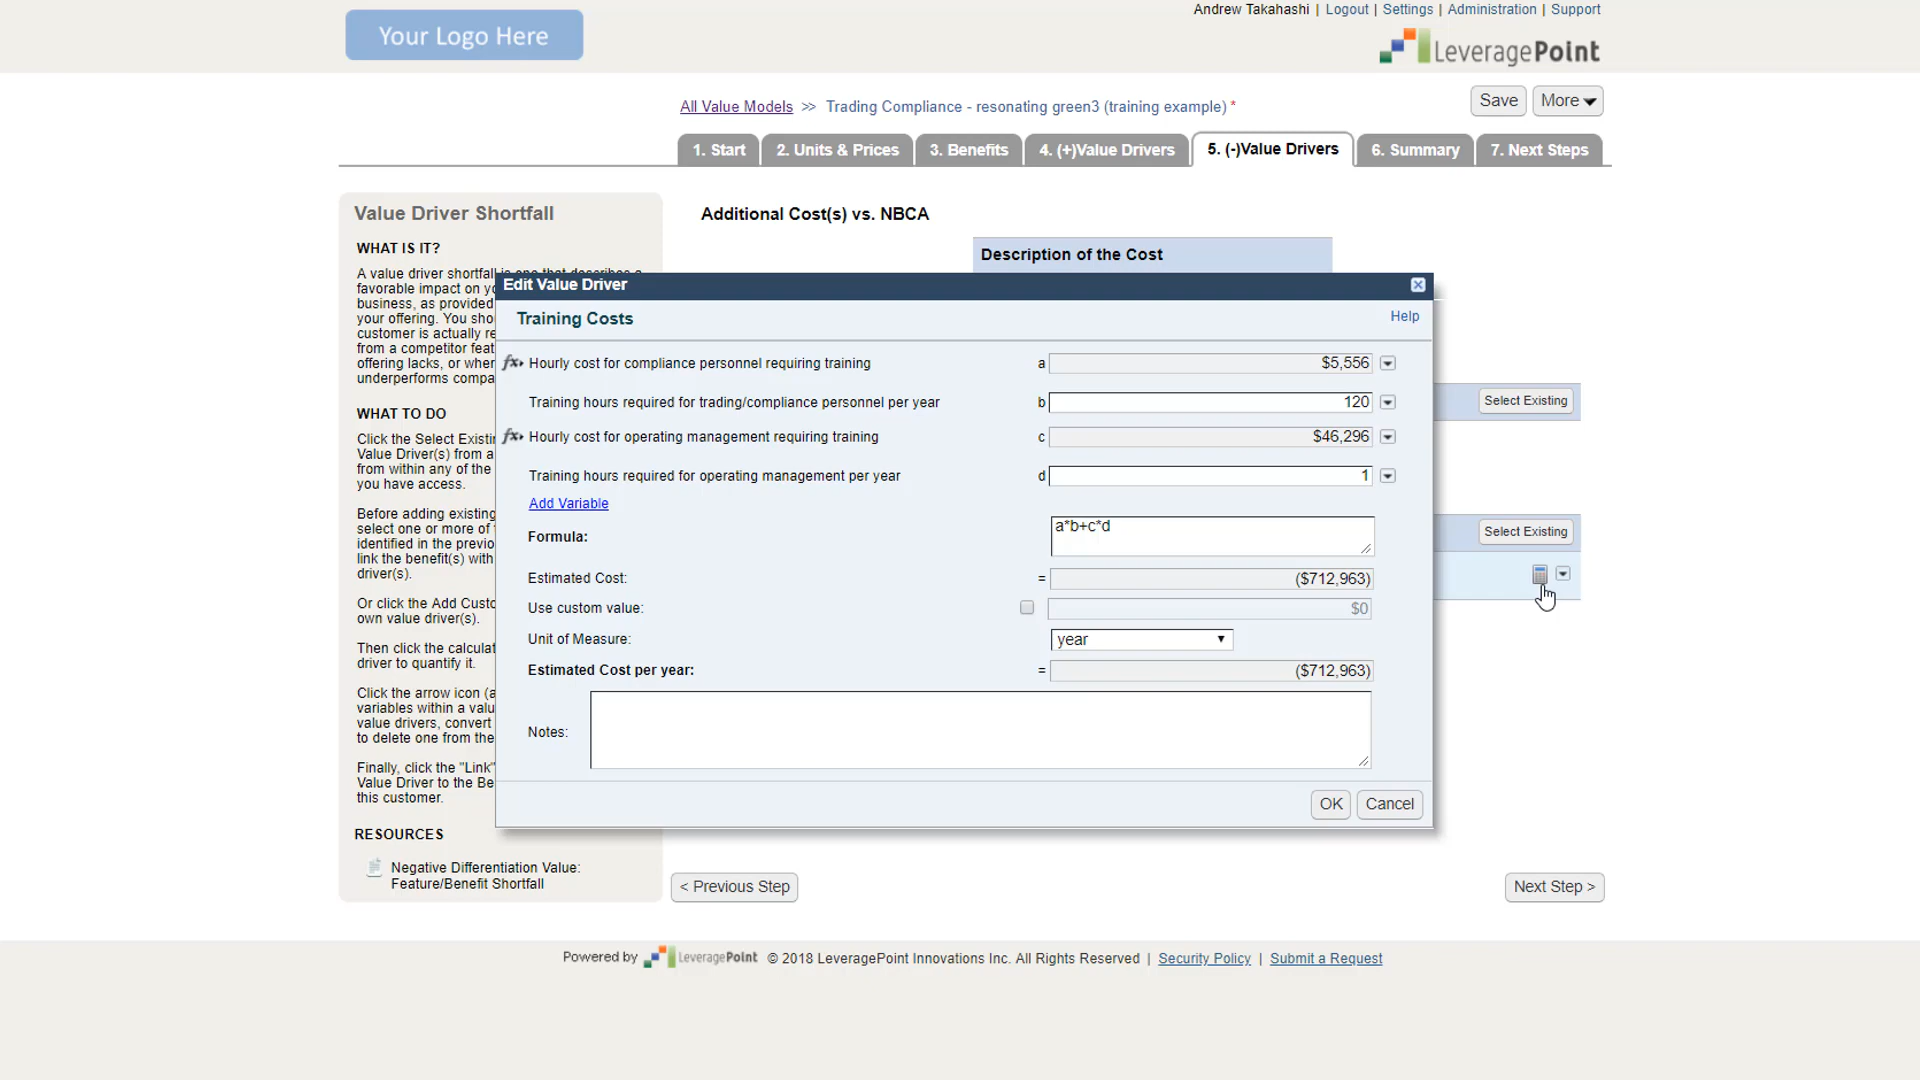 Andrew Takahashi | Logout | Settings | Administration | Support
Your Logo Here
LeveragePoint
All Value Models >> Trading Compliance - resonating green3 (training example) *
Save
More
1. Start
2. Units & Prices
3. Benefits
4. (+)Value Drivers
5. (-)Value Drivers
6. Summary
7. Next Steps
Value Driver Shortfall
WHAT IS IT?
A value driver shortfall is one that describes a
favorable impact on yo
business, as provided
your offering. You sho
customer is actually re
from a competitor feat
offering lacks, or wher
underperforms compa
WHAT TO DO
Click the Select Existin
Value Driver(s) from a
from within any of the
you have access.
Before adding existing
select one or more of
identified in the previo
link the benefit(s) with
driver(s).
Or click the Add Custo
own value driver(s).
Then click the calculat
driver to quantify it.
Click the arrow icon (a
variables within a valu
value drivers, convert
to delete one from the
Finally, click the "Link"
Value Driver to the Be
this customer.
RESOURCES
Negative Differentiation Value:
Feature/Benefit Shortfall
Additional Cost(s) vs. NBCA
Description of the Cost
Select Existing
Select Existing
Edit Value Driver
Training Costs
Help
fx Hourly cost for compliance personnel requiring training a $5,556
Training hours required for trading/compliance personnel per year b 120
fx Hourly cost for operating management requiring training c $46,296
Training hours required for operating management per year d 1
Add Variable
Formula: a*b+c*d
Estimated Cost: = ($712,963)
Use custom value: $0
Unit of Measure: year
Estimated Cost per year: = ($712,963)
Notes:
OK
Cancel
< Previous Step
Next Step >
Powered by LeveragePoint © 2018 LeveragePoint Innovations Inc. All Rights Reserved | Security Policy | Submit a Request